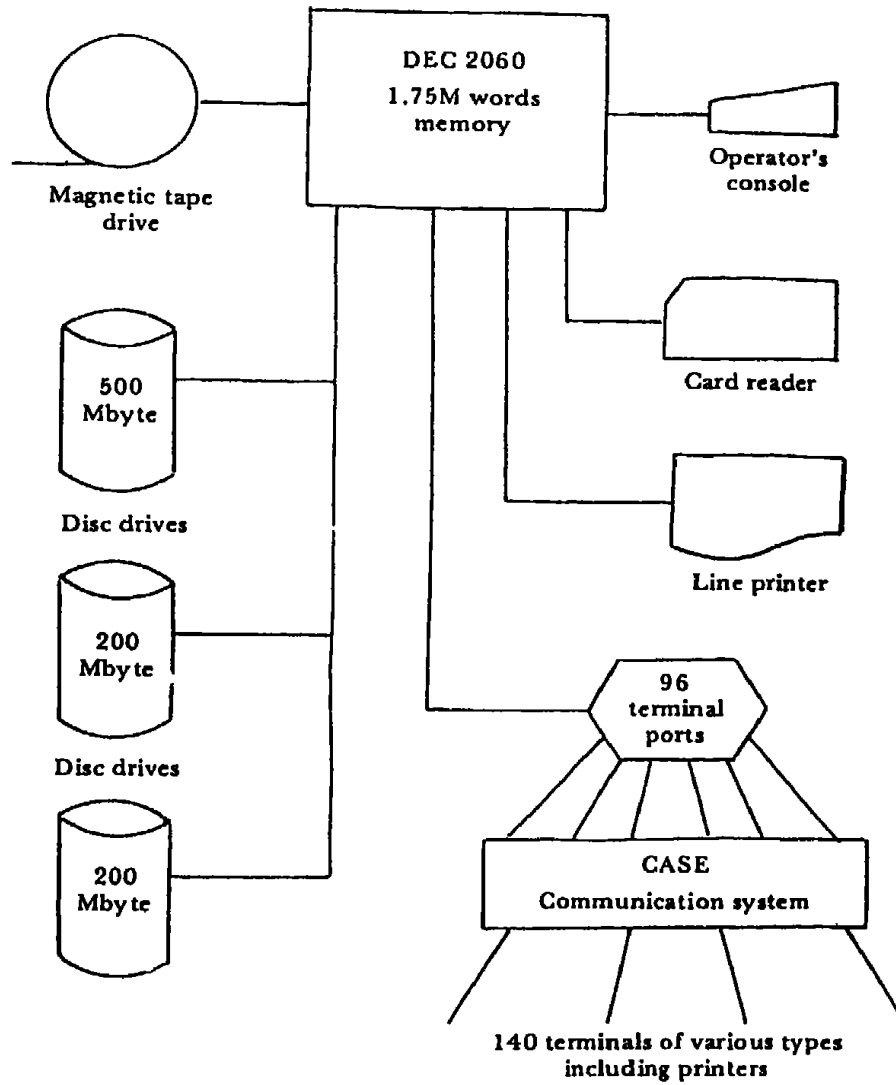 DEC 2060
1.75M words
memory
Magnetic tape
drive
Operator's
console
500
Mbyte
Card reader
Disc drives
Line printer
200
Mbyte
96
terminal
ports
Disc drives
200
Mbyte
CASE
Communication system
140 terminals of various types
including printers